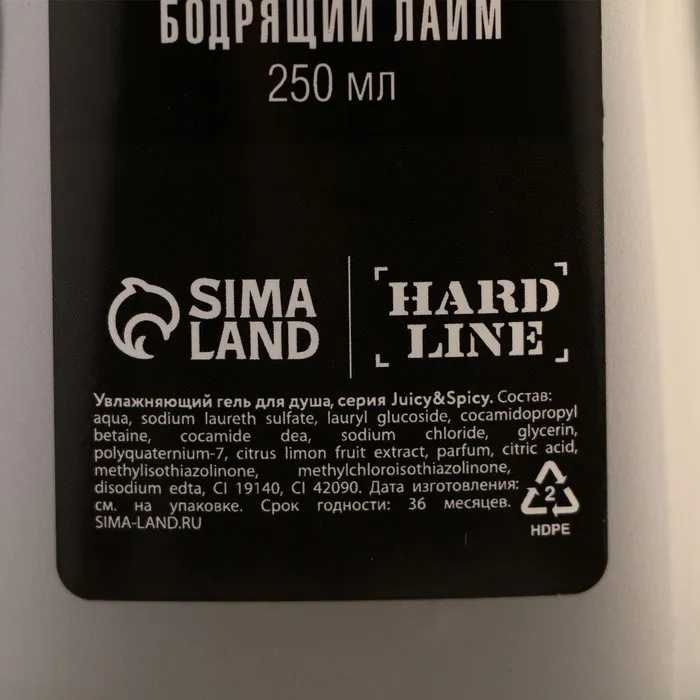 БОДРЯЩИЙ ЛАЙМ
250 мл
SIMA
LAND
HARD
LINE
Увлажняющий гель для душа, серия Juicy&Spicy. Состав:
aqua, sodium laureth sulfate, lauryl glucoside, cocamidopropyl
betaine, cocamide dea, sodium chloride, glycerin,
polyquaternium-7, citrus limon fruit extract, parfum, citric acid,
methylisothiazolinone, methylchloroisothiazolinone,
disodium edta, CI 19140, CI 42090. Дата изготовления:
см. на упаковке. Срок годности: 36 месяцев.
SIMA-LAND.RU
2
HDPE